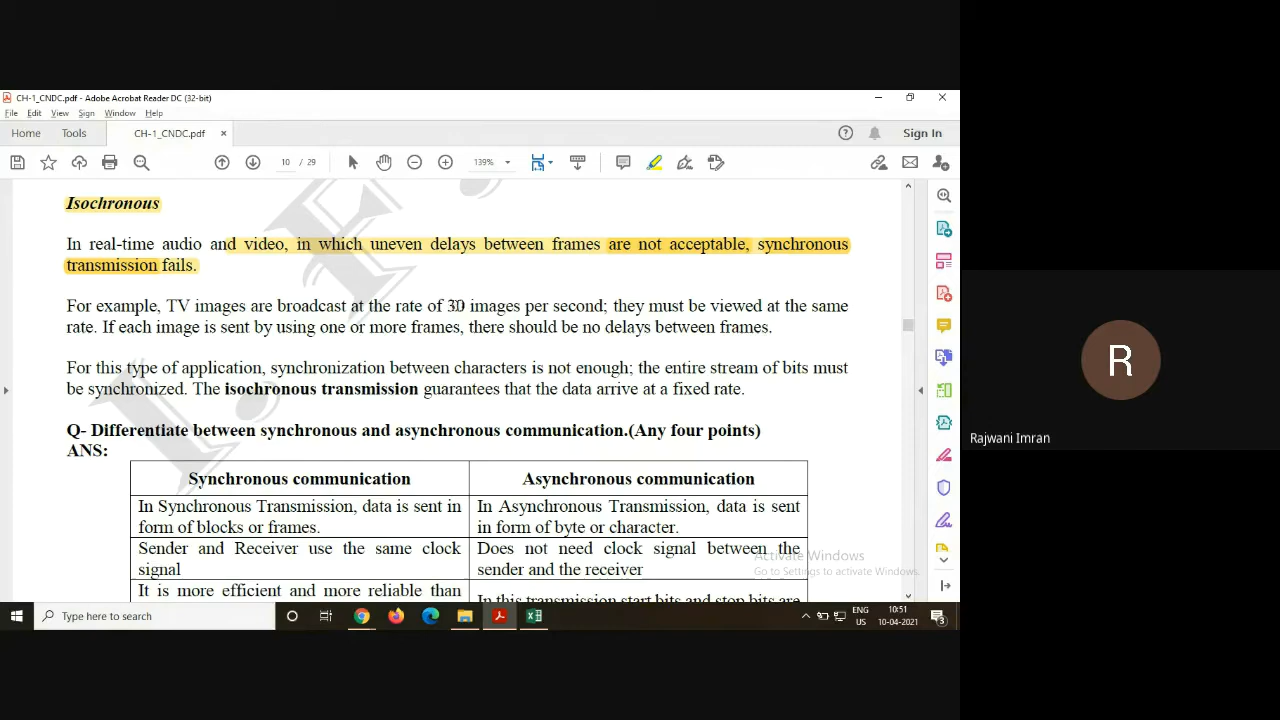 CH-1_CNDC.pdf - Adobe Acrobat Reader DC (32-bit)
File Edit View Sign Window Help
Home Tools CH-1_CNDC.pdf × Sign In
10 / 29 139%
Isochronous
In real-time audio and video, in which uneven delays between frames are not acceptable, synchronous
transmission fails.
For example, TV images are broadcast at the rate of 30 images per second; they must be viewed at the same
rate. If each image is sent by using one or more frames, there should be no delays between frames.
For this type of application, synchronization between characters is not enough; the entire stream of bits must
be synchronized. The isochronous transmission guarantees that the data arrive at a fixed rate.
Q- Differentiate between synchronous and asynchronous communication.(Any four points)
ANS:
Synchronous communication
Asynchronous communication
In Synchronous Transmission, data is sent in
form of blocks or frames.
In Asynchronous Transmission, data is sent
in form of byte or character.
Sender and Receiver use the same clock
signal
Does not need clock signal between the
sender and the receiver
It is more efficient and more reliable than
In this transmission start bits and stop bits are
Activate Windows
Go to Settings to activate Windows.
Type here to search
ENG
US
10:51
10-04-2021
3
R
Rajwani Imran